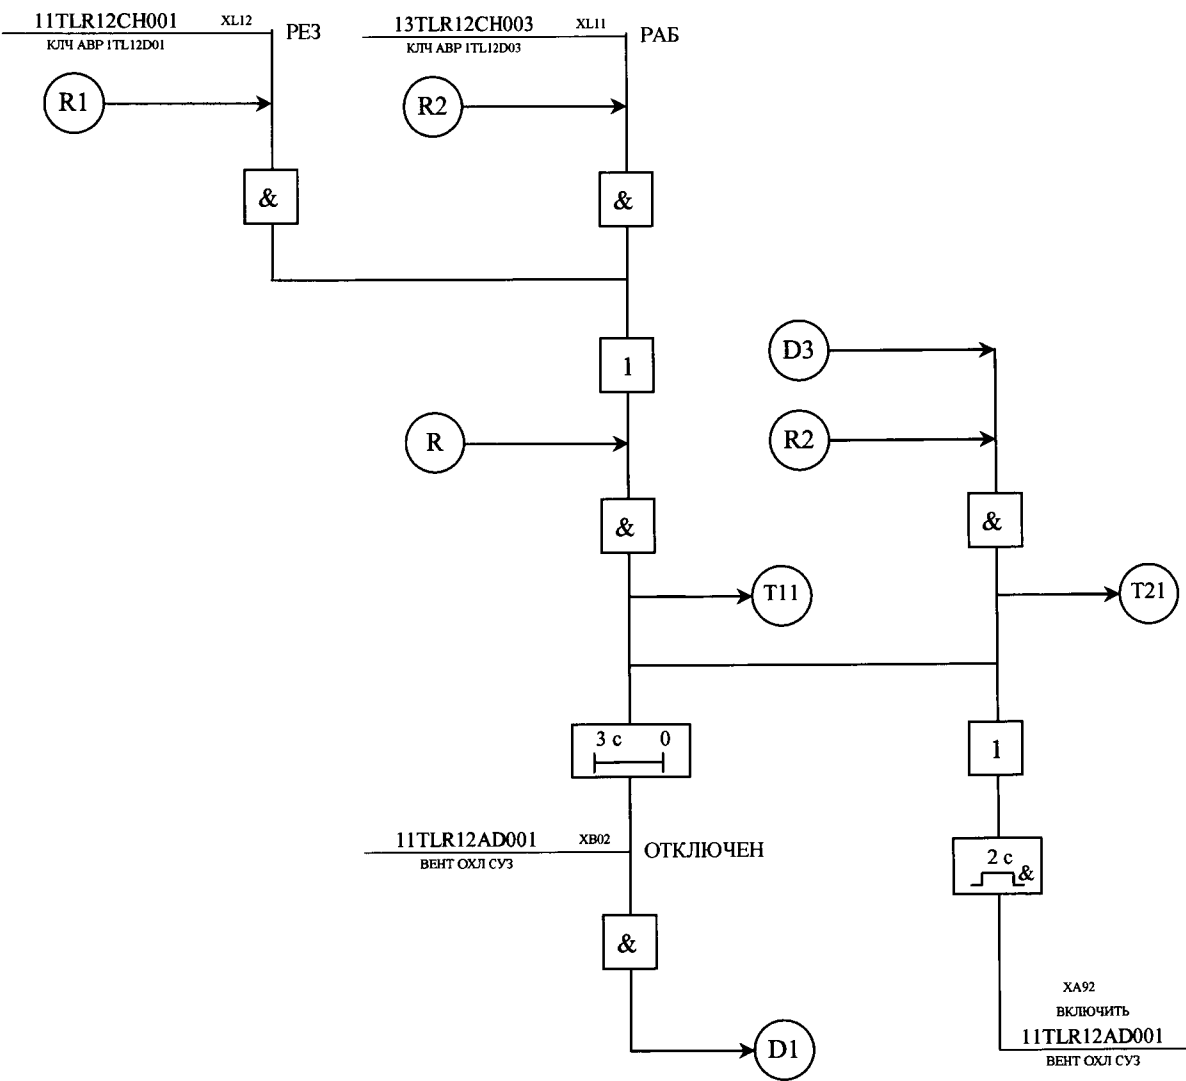 11TLR12CH001 XL12 РЕЗ
КЛЧ АВР 1TL12D01
13TLR12CH003 XL11 РАБ
КЛЧ АВР 1TL12D03
R1
R2
&
&
1
D3
R
R2
&
&
T11
T21
3 с 0
1
11TLR12AD001 XB02 ОТКЛЮЧЕН
ВЕНТ ОХЛ СУЗ
2 с
&
&
XA92
ВКЛЮЧИТЬ
11TLR12AD001
ВЕНТ ОХЛ СУЗ
D1